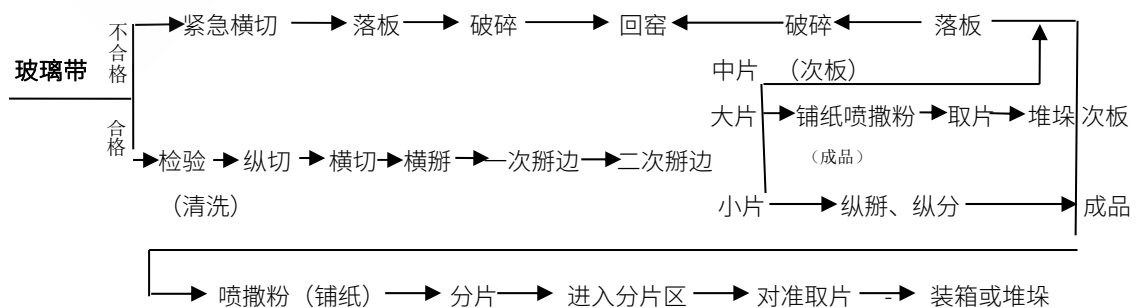 不合格
紧急横切 落板 破碎 回窑 破碎 落板
玻璃带
中片 （次板）
大片 铺纸喷撒粉 取片 堆垛 次板
合格
检验 纵切 横切 横掰 一次掰边 二次掰边
（成品）
（清洗）
小片 纵掰、纵分 成品
喷撒粉（铺纸） 分片 进入分片区 对准取片 - 装箱或堆垛